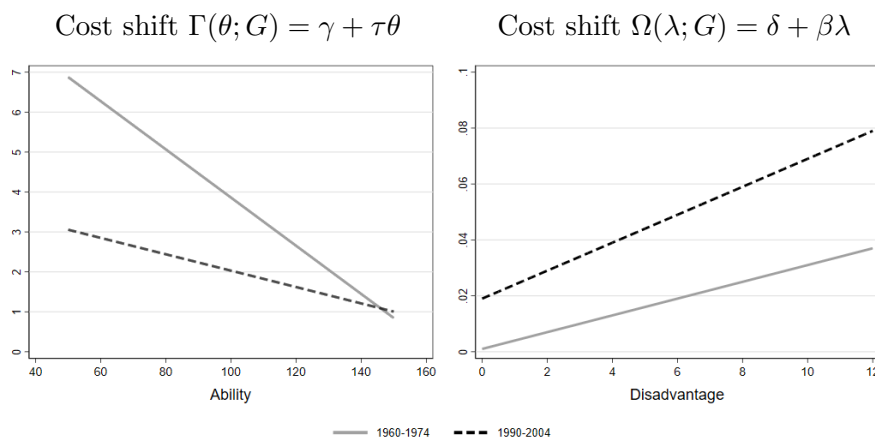 Cost shift Γ(θ; G) = γ + τθ
Cost shift Ω(λ; G) = δ + βλ
7
6
5
4
3
2
1
0
40 60 80 100 120 140 160
Ability
.1
.08
.06
.04
.02
0
0 2 4 6 8 10 12
Disadvantage
1960-1974 1990-2004